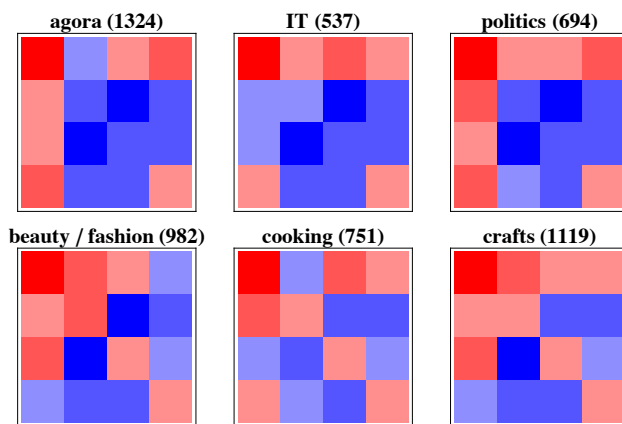 agora (1324) IT (537) politics (694)
beauty / fashion (982) cooking (751) crafts (1119)